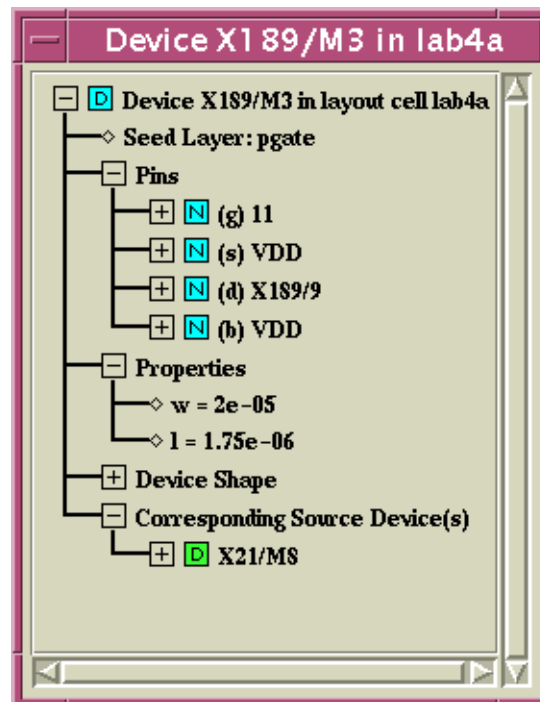 Device X189/M3 in lab4a
D Device X189/M3 in layout cell lab4a
Seed Layer: pgate
Pins
N (g) 11
N (s) VDD
N (d) X189/9
N (b) VDD
Properties
w = 2e-05
l = 1.75e-06
Device Shape
Corresponding Source Device(s)
D X21/M8